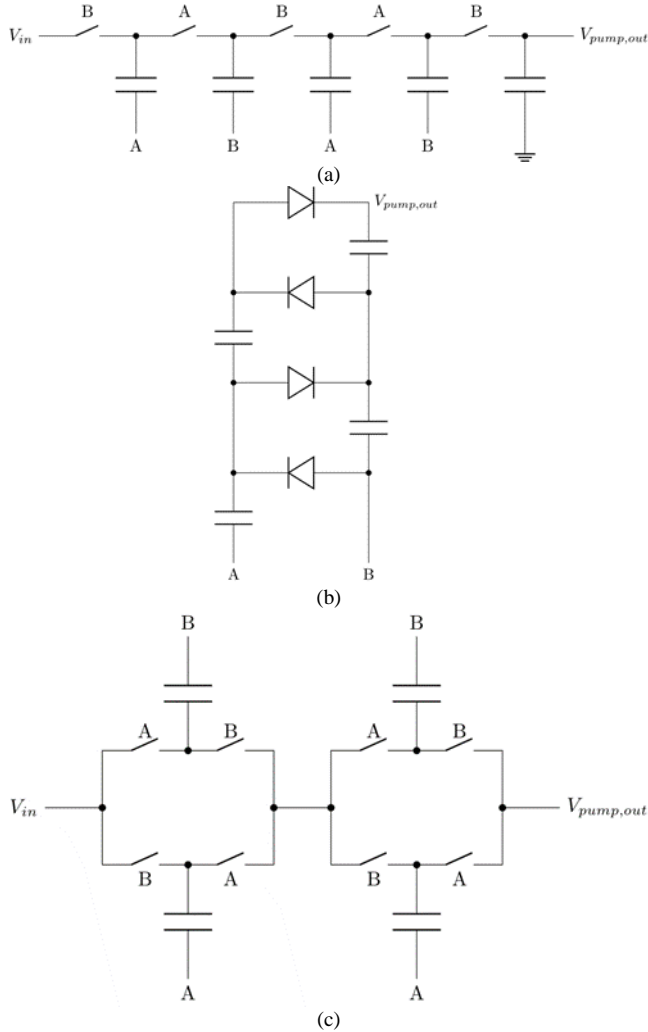 B A B A B
V_in V_pump,out
A B A B
(a)
V_pump,out
A B
(b)
B B
A B A B
V_in V_pump,out
B A B A
A A
(c)